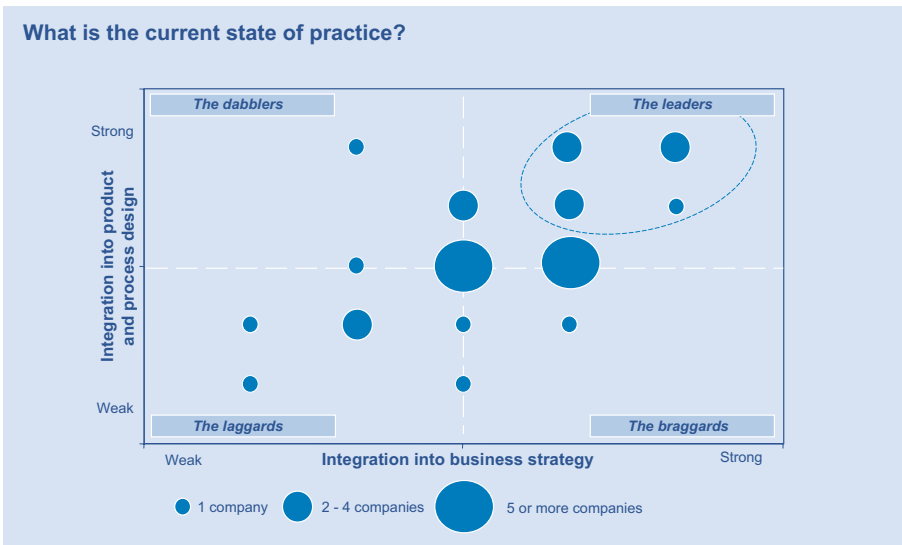 What is the current state of practice?
The dabblers
The leaders
Strong
Integration into product
and process design
Weak
The laggards
The braggards
Weak
Integration into business strategy
Strong
1 company
2 - 4 companies
5 or more companies